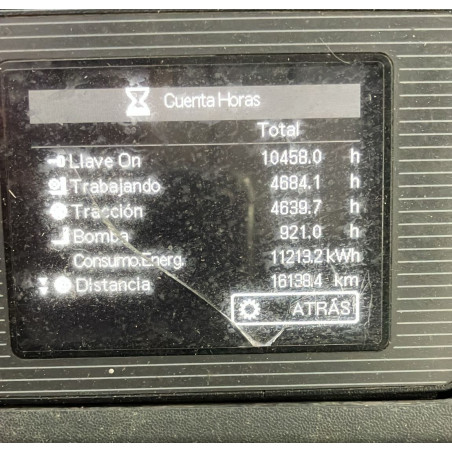 Cuenta Horas
Total
Llave On 10458.0 h
Trabajando 4684.1 h
Tracción 4639.7 h
Bomba 921.0 h
Consumo.Energ. 11213.2 kWh
Distancia 16138.4 km
ATRÁS